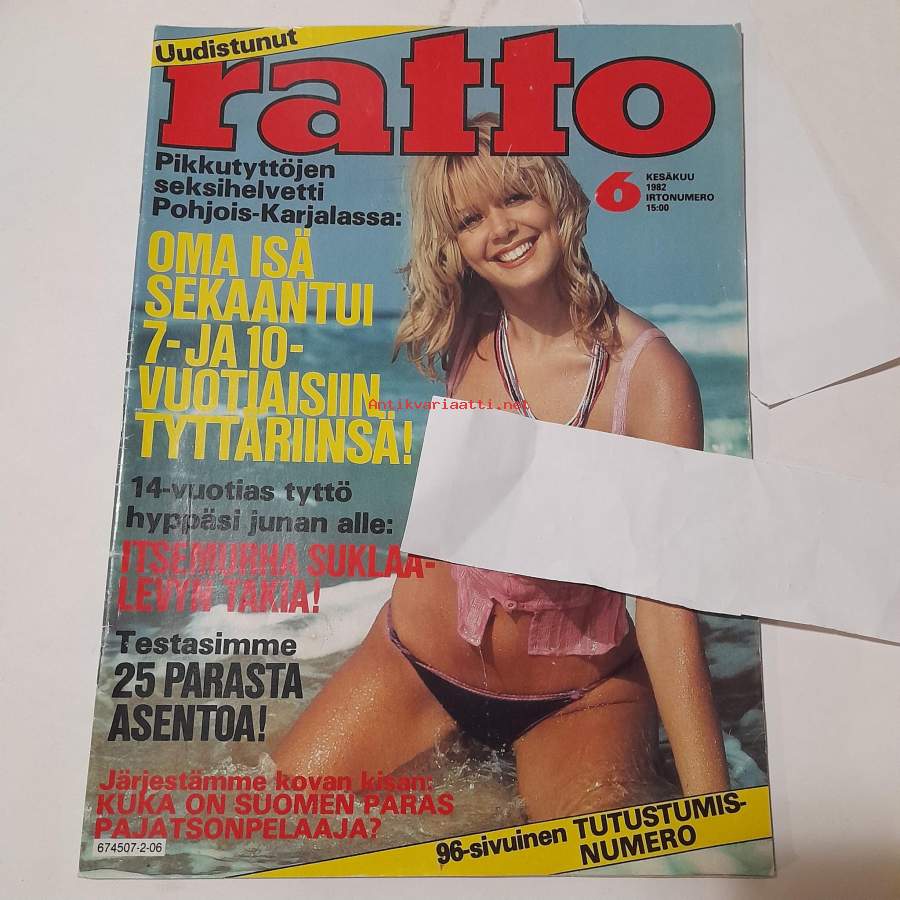 Uudistunut
ratto
Pikkutyttöjen
seksihelvetti
Pohjois-Karjalassa:
OMA ISÄ
SEKAANTUI
7- JA 10-
VUOTIAISIIN
TYTTÄRIINSÄ!
6
KESÄKUU
1982
IRTONUMERO
15:00
Antikvariaatti.net
14-vuotias tyttö
hyppäsi junan alle:
ITSEMURHA SUKLAA-
LEVYN TAKIA!
Testasimme
25 PARASTA
ASENTOA!
Järjestämme kovan kisan:
KUKA ON SUOMEN PARAS
PAJATSONPELAAJA?
674507-2-06
96-sivuinen TUTUSTUMIS-
NUMERO